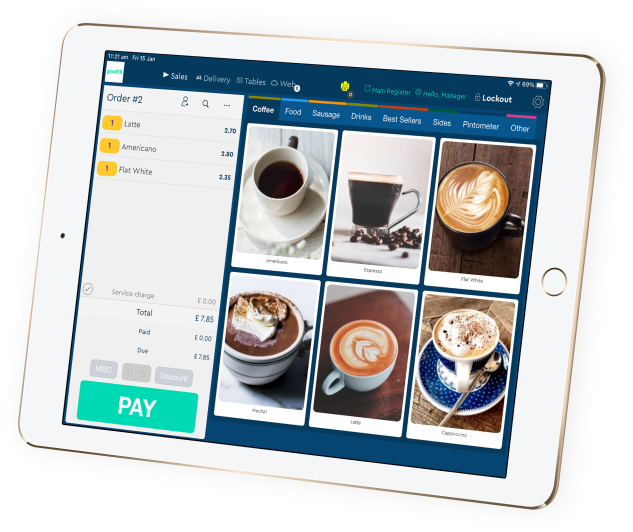 11:21 am Fri 15 Jan
69%
Sales Delivery Tables Web 0
0
Main Register Hello, Manager Lockout
Order #2
...
1 Latte 2.70
1 Americano 2.80
1 Flat White 2.35
Service charge £ 0.00
Total £ 7.85
Paid £ 0.00
Due £ 7.85
MISC Discount
PAY
Coffee Food Sausage Drinks Best Sellers Sides Pintometer Other
Americano
Espresso
Flat White
Mocha!
Latte
Cappuccino